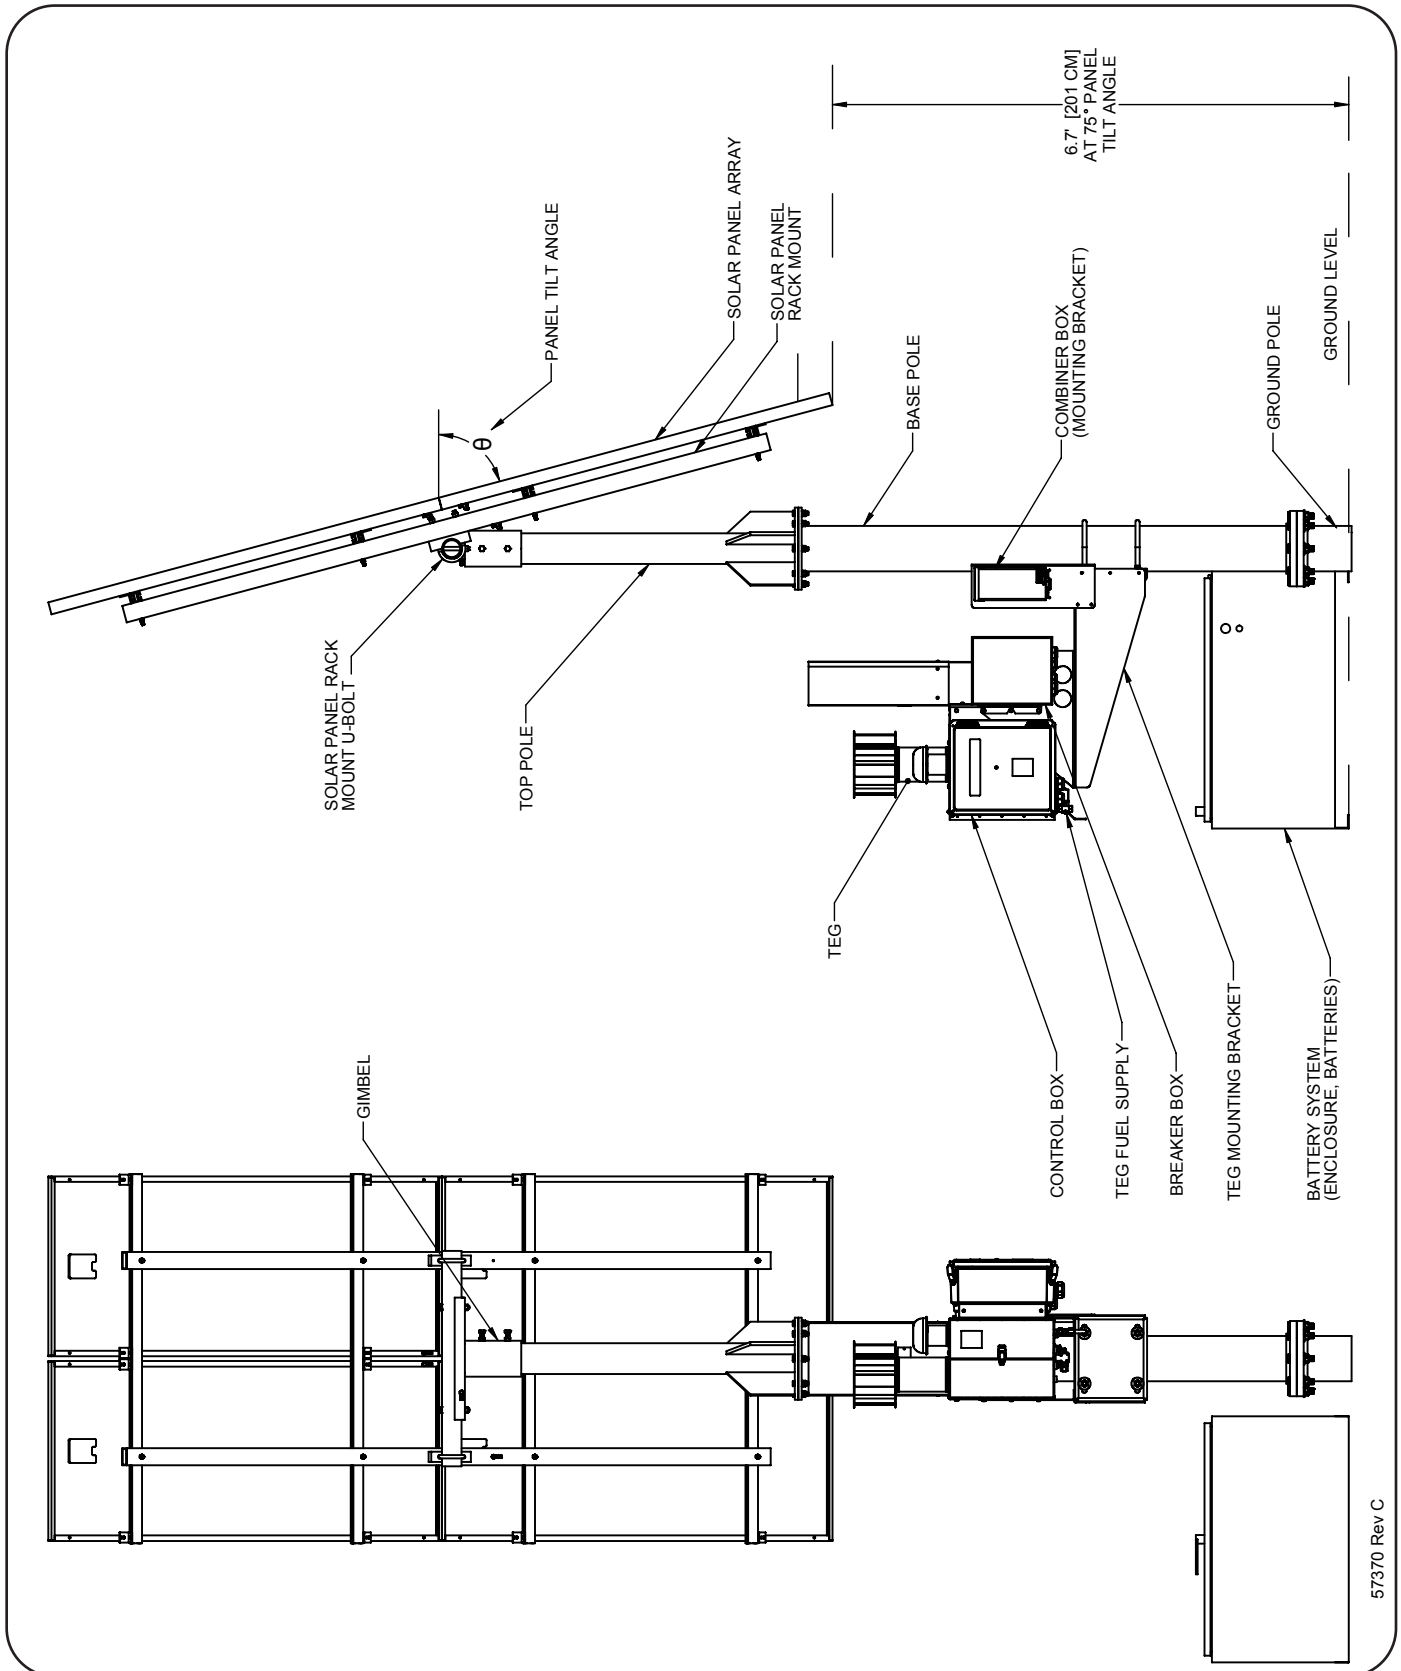 6.7' [201 CM]
AT 75° PANEL
TILT ANGLE
SOLAR PANEL ARRAY
PANEL TILT ANGLE
SOLAR PANEL
RACK MOUNT
θ
COMBINER BOX
(MOUNTING BRACKET)
GROUND LEVEL
BASE POLE
GROUND POLE
SOLAR PANEL RACK
MOUNT U-BOLT
TOP POLE
TEG
GIMBEL
CONTROL BOX
TEG FUEL SUPPLY
BREAKER BOX
TEG MOUNTING BRACKET
BATTERY SYSTEM
(ENCLOSURE, BATTERIES)
57370 Rev C